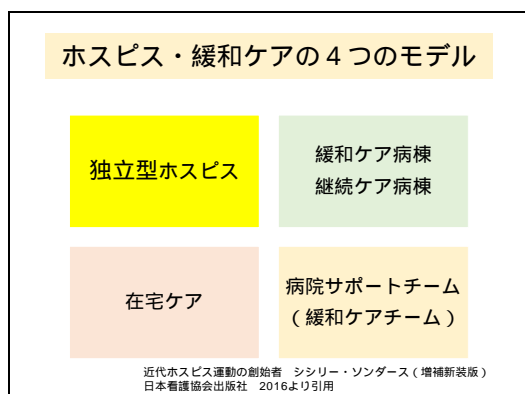 ホスピス・緩和ケアの４つのモデル
独立型ホスピス
緩和ケア病棟
継続ケア病棟
在宅ケア
病院サポートチーム
（緩和ケアチーム）
近代ホスピス運動の創始者　シシリー・ソンダース（増補新装版）
日本看護協会出版社　2016より引用